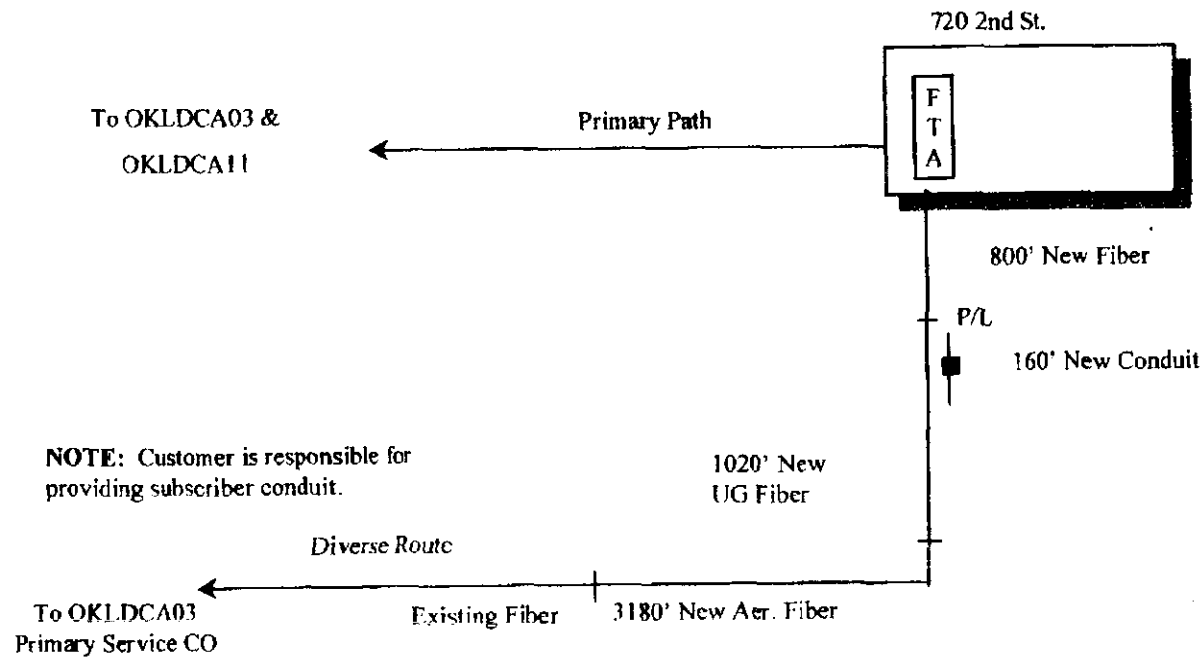 720 2nd St.
To OKLDCA03 &
OKLDCA11
Primary Path
F
T
A
800' New Fiber
P/L
160' New Conduit
NOTE: Customer is responsible for
providing subscriber conduit.
1020' New
UG Fiber
Diverse Route
To OKLDCA03
Primary Service CO
Existing Fiber
3180' New Aer. Fiber